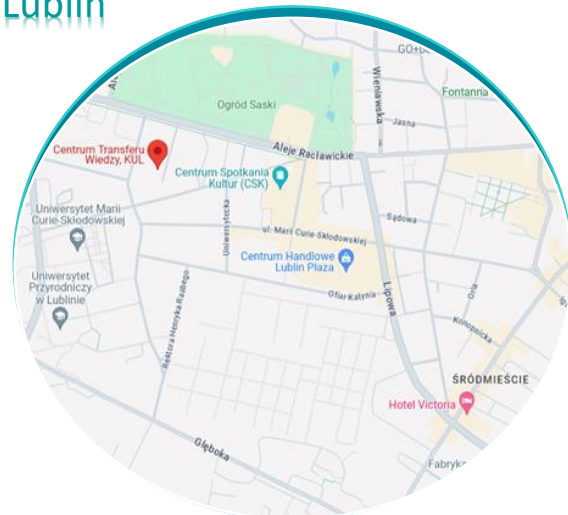 Lublin
Ogród Saski
Wieniawska
Fontanna
Jasna
Aleje Racławickie
Centrum Transferu
Wiedzy, KUL
Centrum Spotkania
Kultur (CSK)
Uniwersytet Marii
Curie-Skłodowskiej
Uniwersytecka
ul. Marii Curie-Skłodowskiej
Sądowa
Centrum Handlowe
Lublin Plaza
Uniwersytet
Przyrodniczy
w Lublinie
Ofiar Katynia
Lipowa
Orla
Rektora Henryka Raabego
Konopnicka
ŚRÓDMIEŚCIE
Hotel Victoria
Głęboka